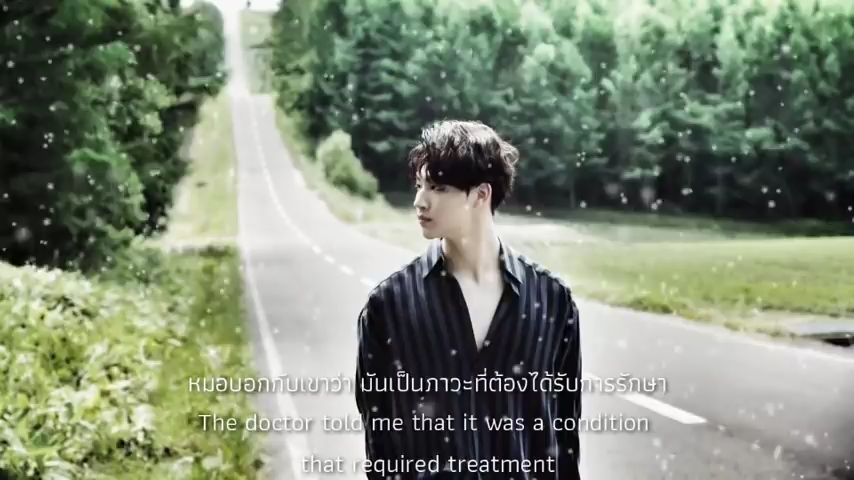 หมอบอกกับเขาว่า มันเป็นภาวะที่ต้องได้รับการรักษา
The doctor told me that it was a condition
that required treatment